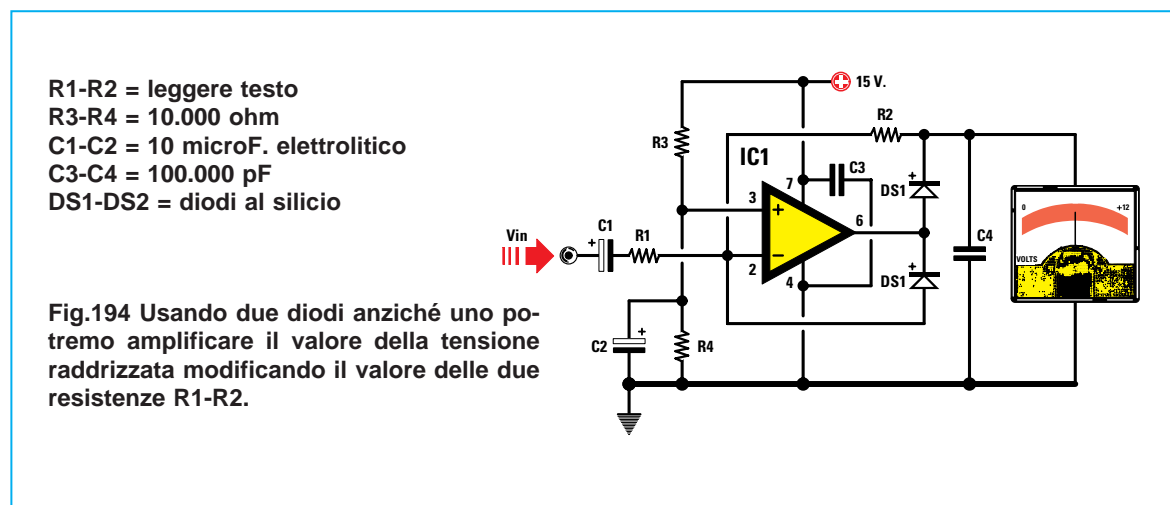 R1-R2 = leggere testo
R3-R4 = 10.000 ohm
C1-C2 = 10 microF. elettrolitico
C3-C4 = 100.000 pF
DS1-DS2 = diodi al silicio
Fig.194 Usando due diodi anziché uno po-
tremo amplificare il valore della tensione
raddrizzata modificando il valore delle due
resistenze R1-R2.
15 V.
R2
R3
IC1
7
C3
+
DS1
3
+
6
0
+12
C1
Vin
+
R1
C4
VOLTS
2
−
4
+
DS1
+
C2
R4